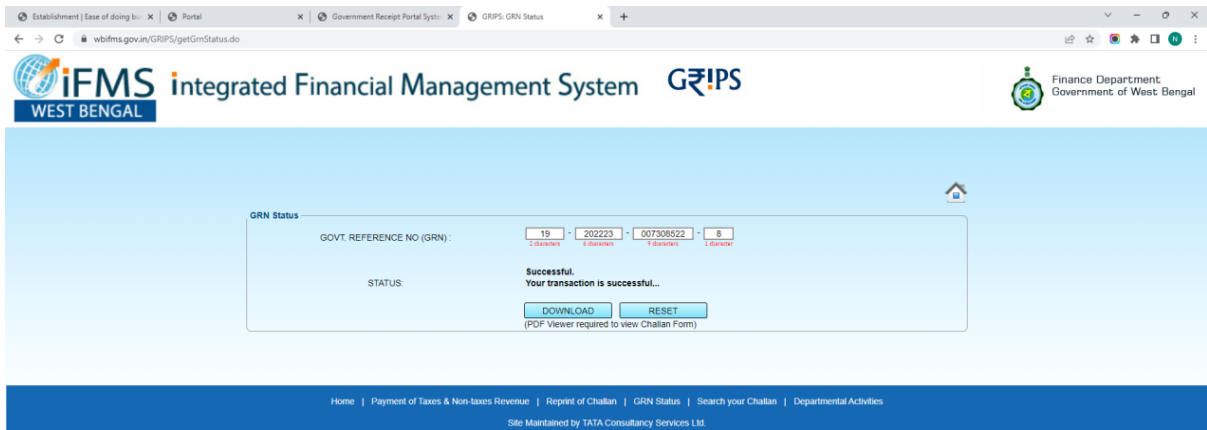 Establishment | Ease of doing bu
Portal
Government Receipt Portal Syste
GRIPS: GRN Status
wbifms.gov.in/GRIPS/getGrnStatus.do
N
iFMS
WEST BENGAL
integrated Financial Management System
GR!PS
Finance Department
Government of West Bengal
GRN Status
GOVT. REFERENCE NO (GRN) : 19 - 202223 - 007308522 - 8
2 characters 6 characters 9 characters 1 character
Successful.
STATUS: Your transaction is successful...
DOWNLOAD RESET
(PDF Viewer required to view Challan Form)
Home | Payment of Taxes & Non-taxes Revenue | Reprint of Challan | GRN Status | Search your Challan | Departmental Activities
Site Maintained by TATA Consultancy Services Ltd.